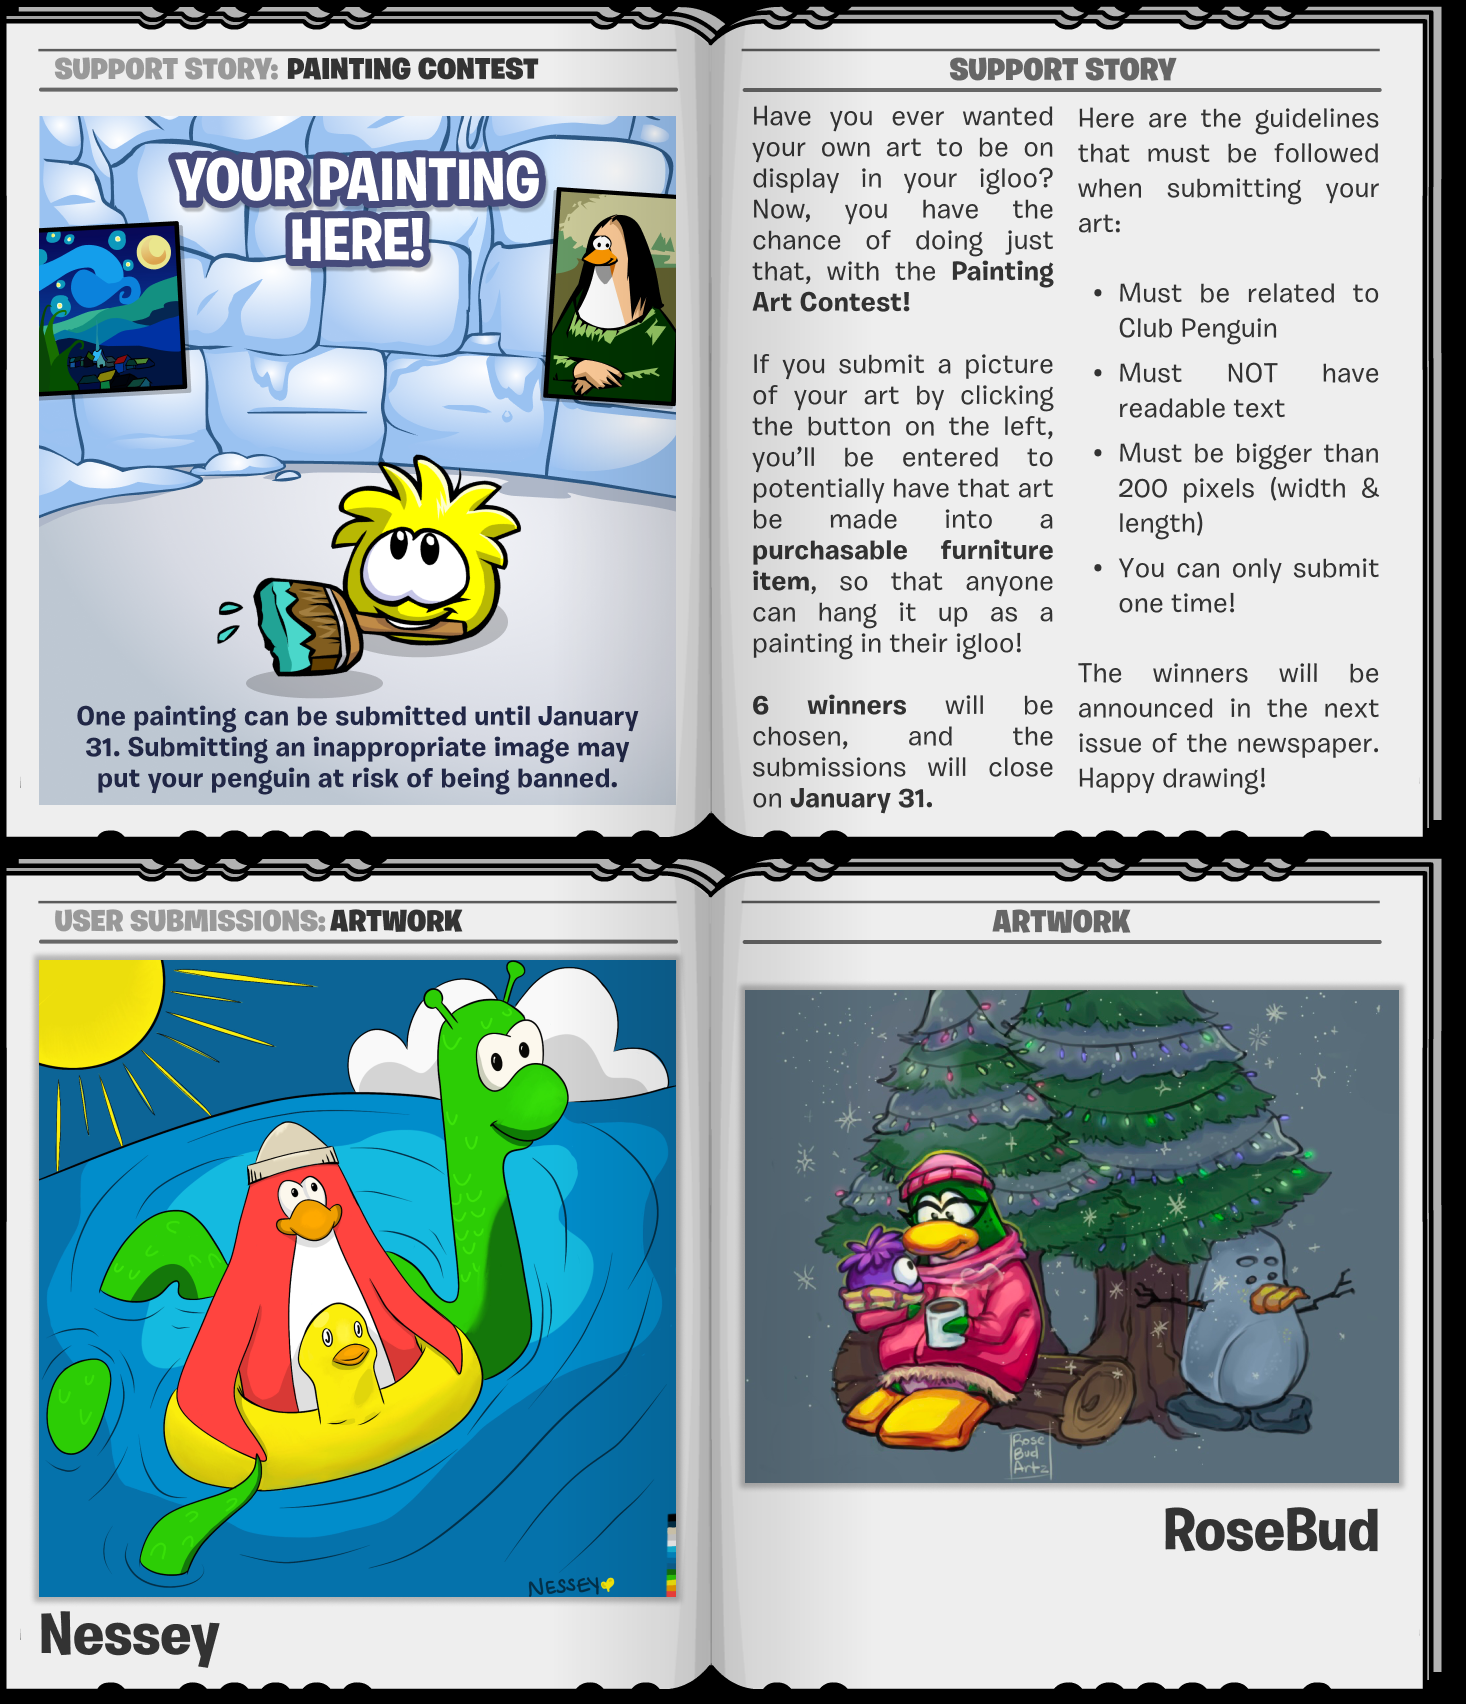 SUPPORT STORY: PAINTING CONTEST
YOUR PAINTING
HERE!
One painting can be submitted until January
31. Submitting an inappropriate image may
put your penguin at risk of being banned.
SUPPORT STORY
Have you ever wanted
your own art to be on
display in your igloo?
Now, you have the
chance of doing just
that, with the Painting
Art Contest!
If you submit a picture
of your art by clicking
the button on the left,
you'll be entered to
potentially have that art
be made into a
purchasable furniture
item, so that anyone
can hang it up as a
painting in their igloo!
6 winners will be
chosen, and the
submissions will close
on January 31.
Here are the guidelines
that must be followed
when submitting your
art:
• Must be related to
Club Penguin
• Must NOT have
readable text
• Must be bigger than
200 pixels (width &
length)
• You can only submit
one time!
The winners will be
announced in the next
issue of the newspaper.
Happy drawing!
USER SUBMISSIONS: ARTWORK
NESSEY
Nessey
ARTWORK
Rose
Bud
Artz
RoseBud